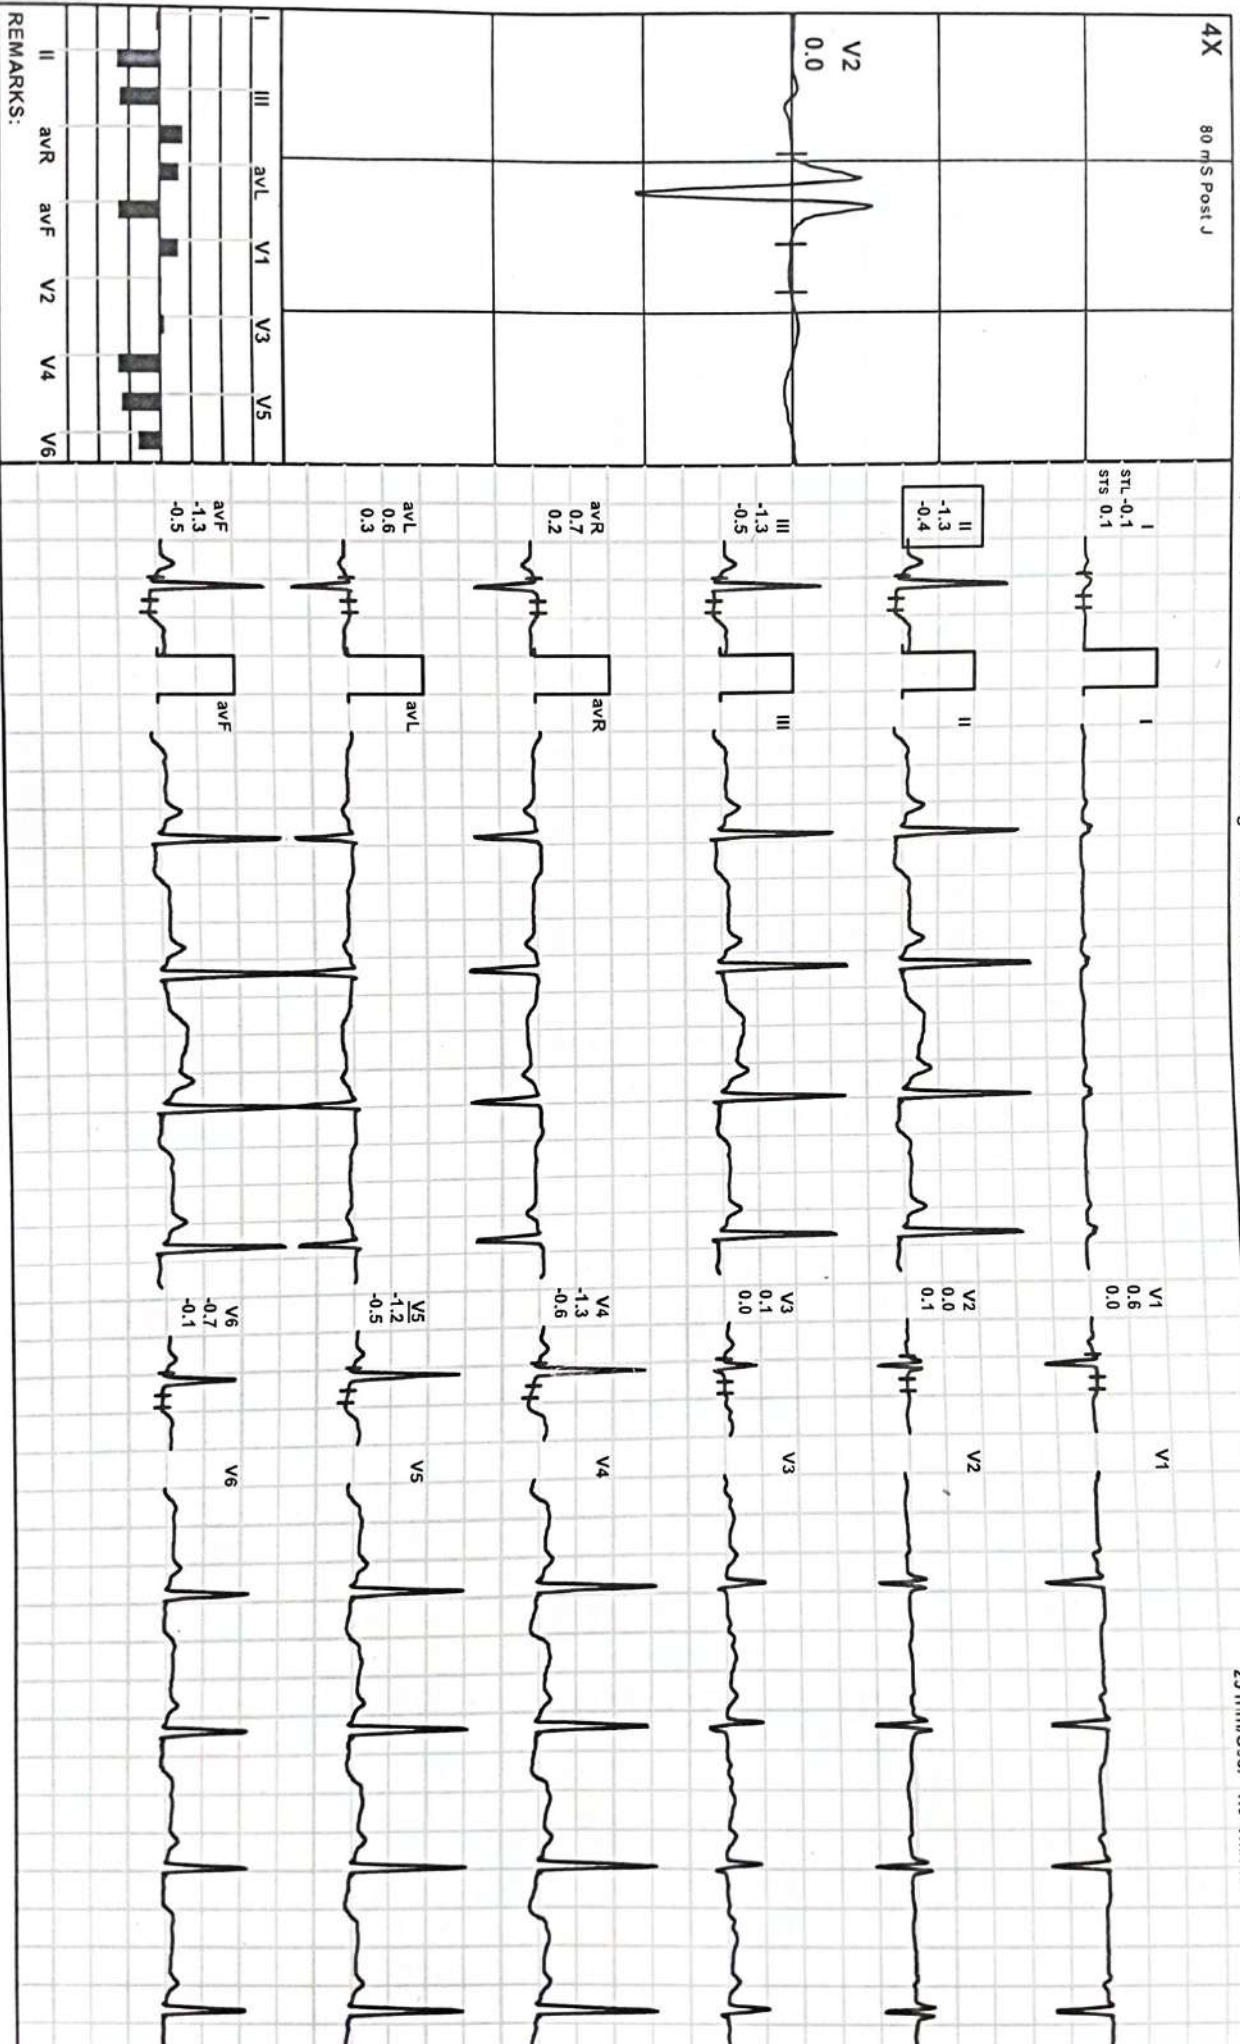 4X 80 mS Post J
V2
0.0
I
STL -0.1
STS 0.1
I
V1
0.6
0.0
V1
II
-1.3
-0.4
II
V2
0.0
0.1
V2
III
-1.3
-0.5
III
V3
0.1
0.0
V3
avR
0.7
0.2
avR
V4
-1.3
-0.6
V4
avL
0.6
0.3
avL
V5
-1.2
-0.5
V5
avF
-1.3
-0.5
avF
V6
-0.7
-0.1
V6
I III avL V1 V3 V5
II avR avF V2 V4 V6
REMARKS: